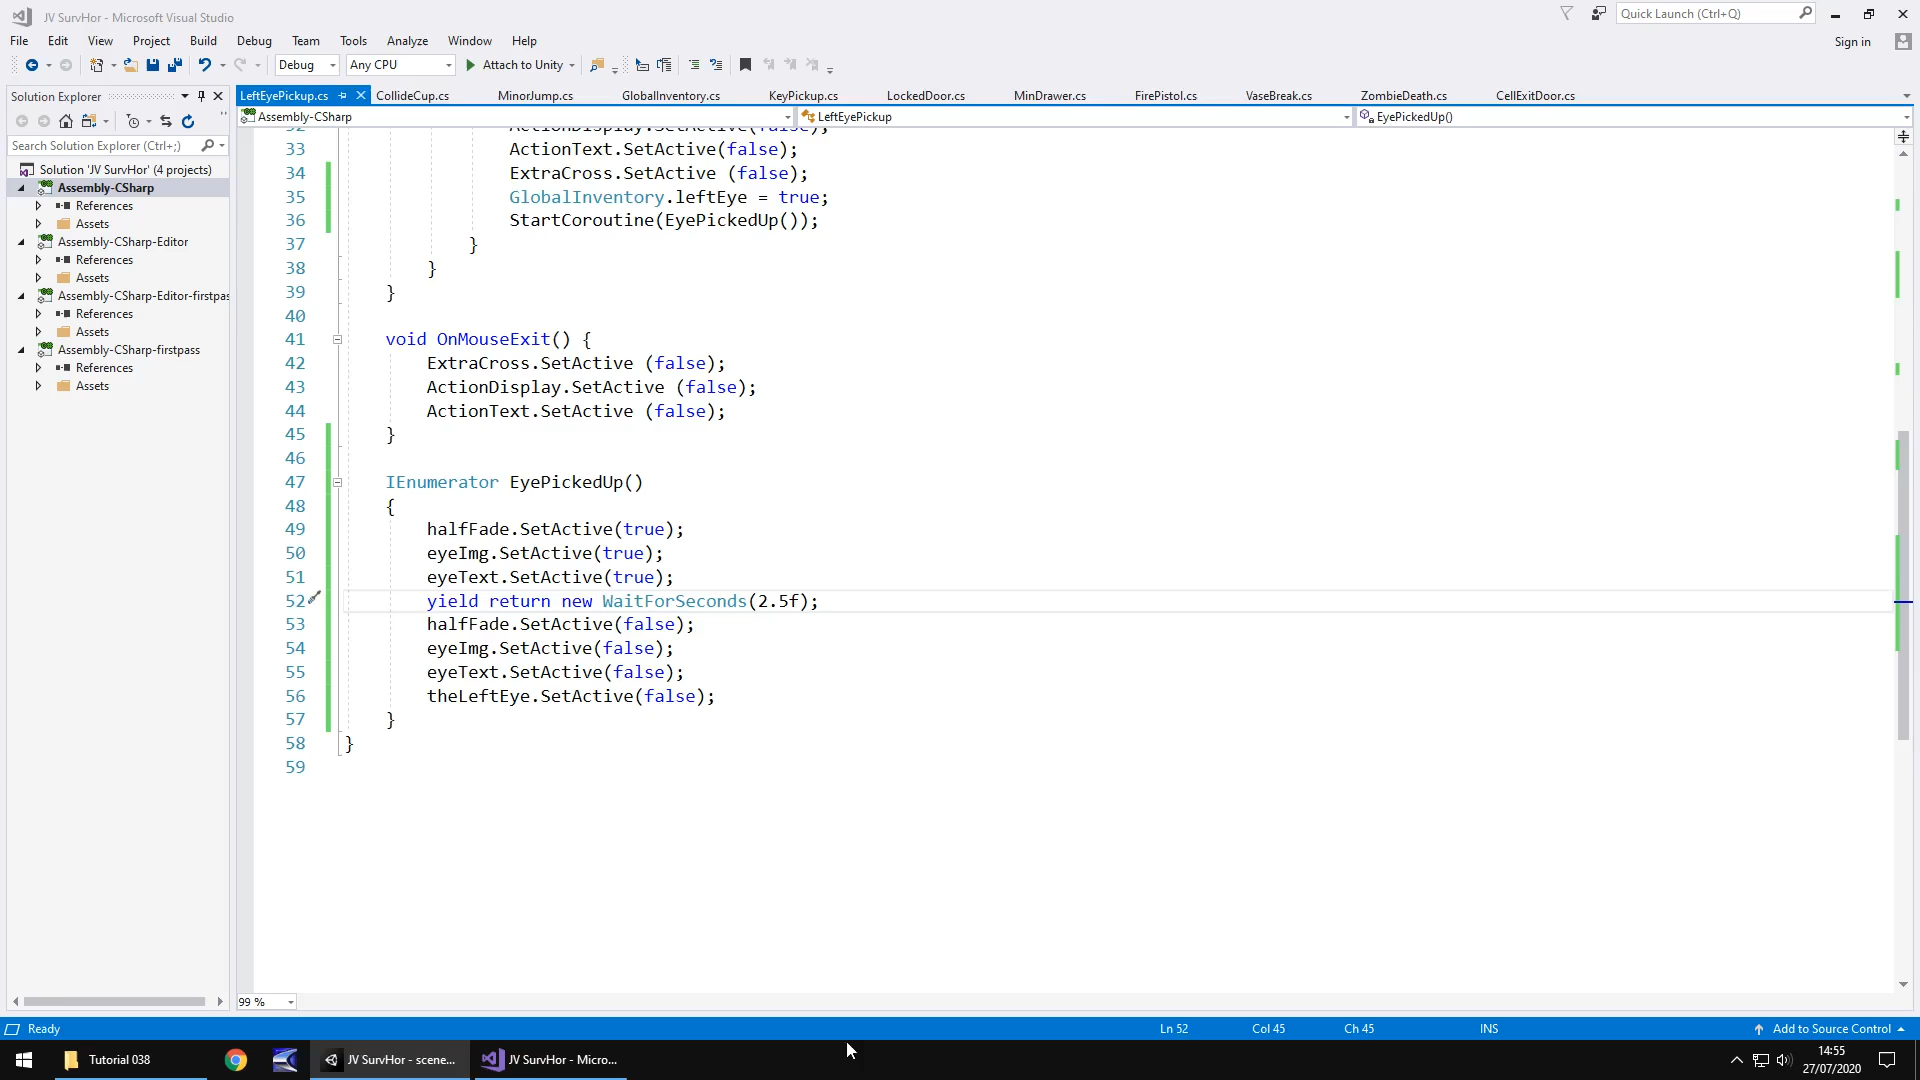 JV SurvHor - Microsoft Visual Studio
Quick Launch (Ctrl+Q)
File Edit View Project Build Debug Team Tools Analyze Window Help
Sign in
Debug Any CPU Attach to Unity
Solution Explorer
LeftEyePickup.cs CollideCup.cs MinorJump.cs GlobalInventory.cs KeyPickup.cs LockedDoor.cs MinDrawer.cs FirePistol.cs VaseBreak.cs ZombieDeath.cs CellExitDoor.cs
Assembly-CSharp LeftEyePickup EyePickedUp()
Search Solution Explorer (Ctrl+;)
Solution 'JV SurvHor' (4 projects)
Assembly-CSharp
References
Assets
Assembly-CSharp-Editor
References
Assets
Assembly-CSharp-Editor-firstpas
References
Assets
Assembly-CSharp-firstpass
References
Assets
32 ActionDisplay.SetActive(false);
33 ActionText.SetActive(false);
34 ExtraCross.SetActive (false);
35 GlobalInventory.leftEye = true;
36 StartCoroutine(EyePickedUp());
37 }
38 }
39 }
40
41 void OnMouseExit() {
42 ExtraCross.SetActive (false);
43 ActionDisplay.SetActive (false);
44 ActionText.SetActive (false);
45 }
46
47 IEnumerator EyePickedUp()
48 {
49 halfFade.SetActive(true);
50 eyeImg.SetActive(true);
51 eyeText.SetActive(true);
52 yield return new WaitForSeconds(2.5f);
53 halfFade.SetActive(false);
54 eyeImg.SetActive(false);
55 eyeText.SetActive(false);
56 theLeftEye.SetActive(false);
57 }
58 }
59
99 %
Ready Ln 52 Col 45 Ch 45 INS Add to Source Control
Tutorial 038 JV SurvHor - scene... JV SurvHor - Micro...
14:55
27/07/2020